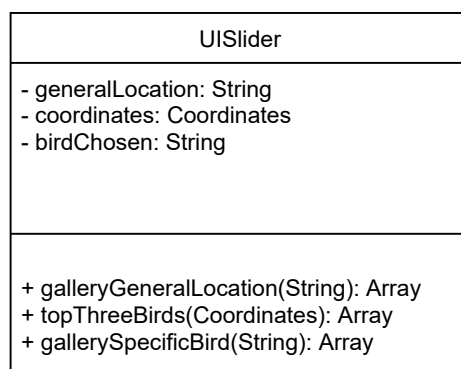 UISlider
- generalLocation: String
- coordinates: Coordinates
- birdChosen: String
+ galleryGeneralLocation(String): Array
+ topThreeBirds(Coordinates): Array
+ gallerySpecificBird(String): Array